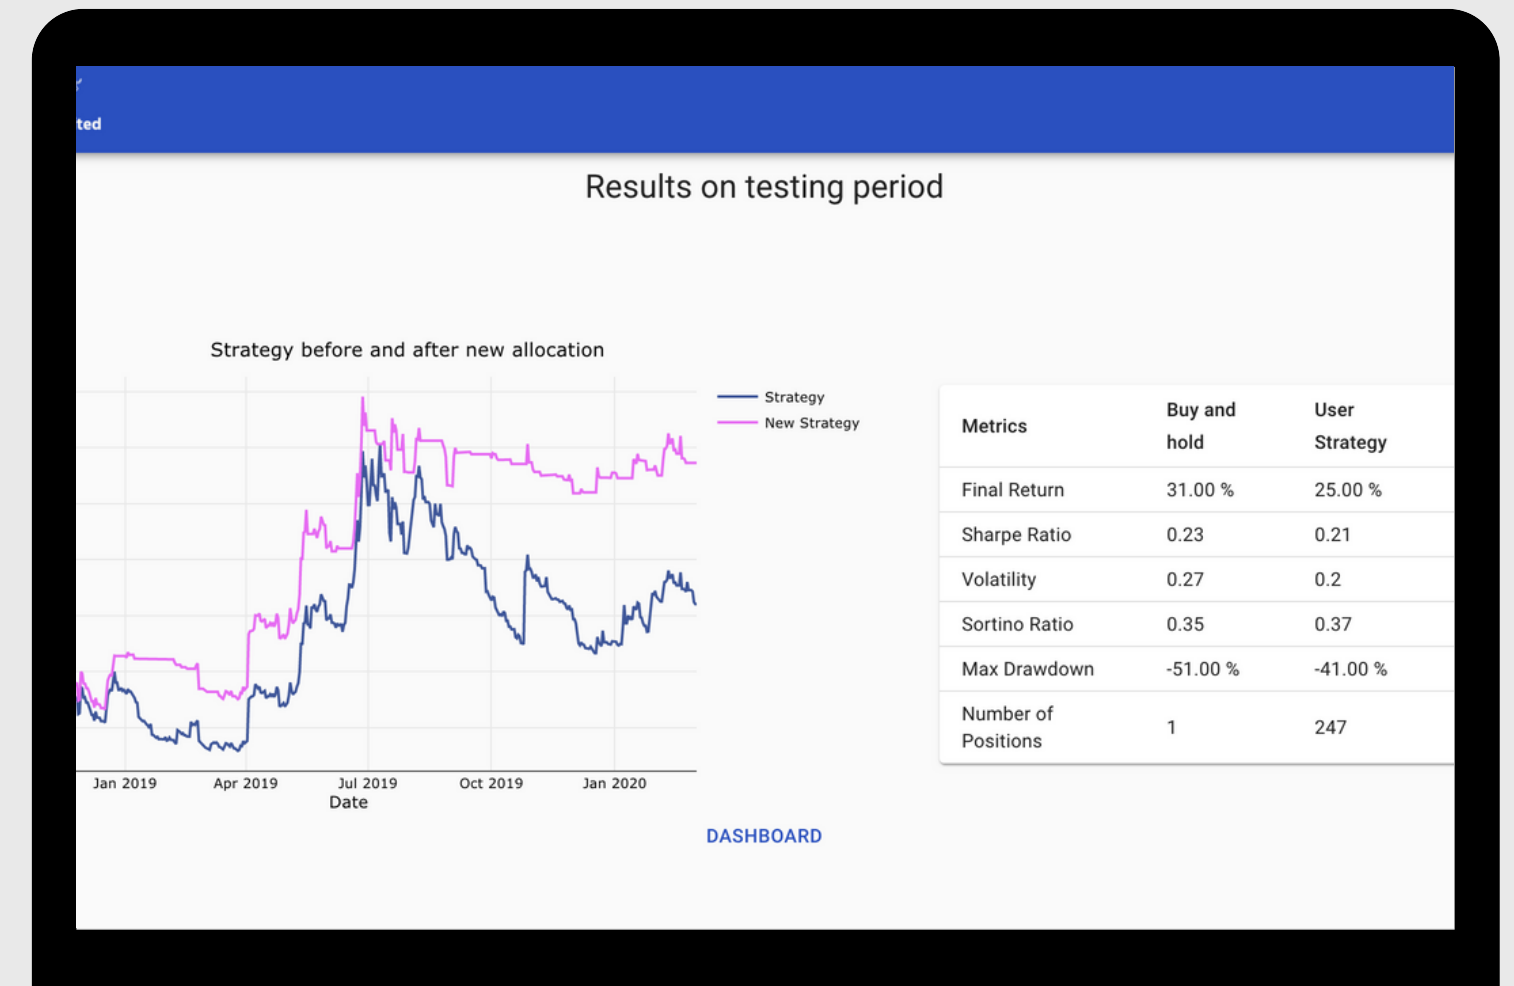 ted
Results on testing period
Strategy before and after new allocation
Strategy
New Strategy
Jan 2019 Apr 2019 Jul 2019 Oct 2019 Jan 2020
Date
Metrics Buy and hold User Strategy
Final Return 31.00 % 25.00 %
Sharpe Ratio 0.23 0.21
Volatility 0.27 0.2
Sortino Ratio 0.35 0.37
Max Drawdown -51.00 % -41.00 %
Number of
Positions 1 247
DASHBOARD